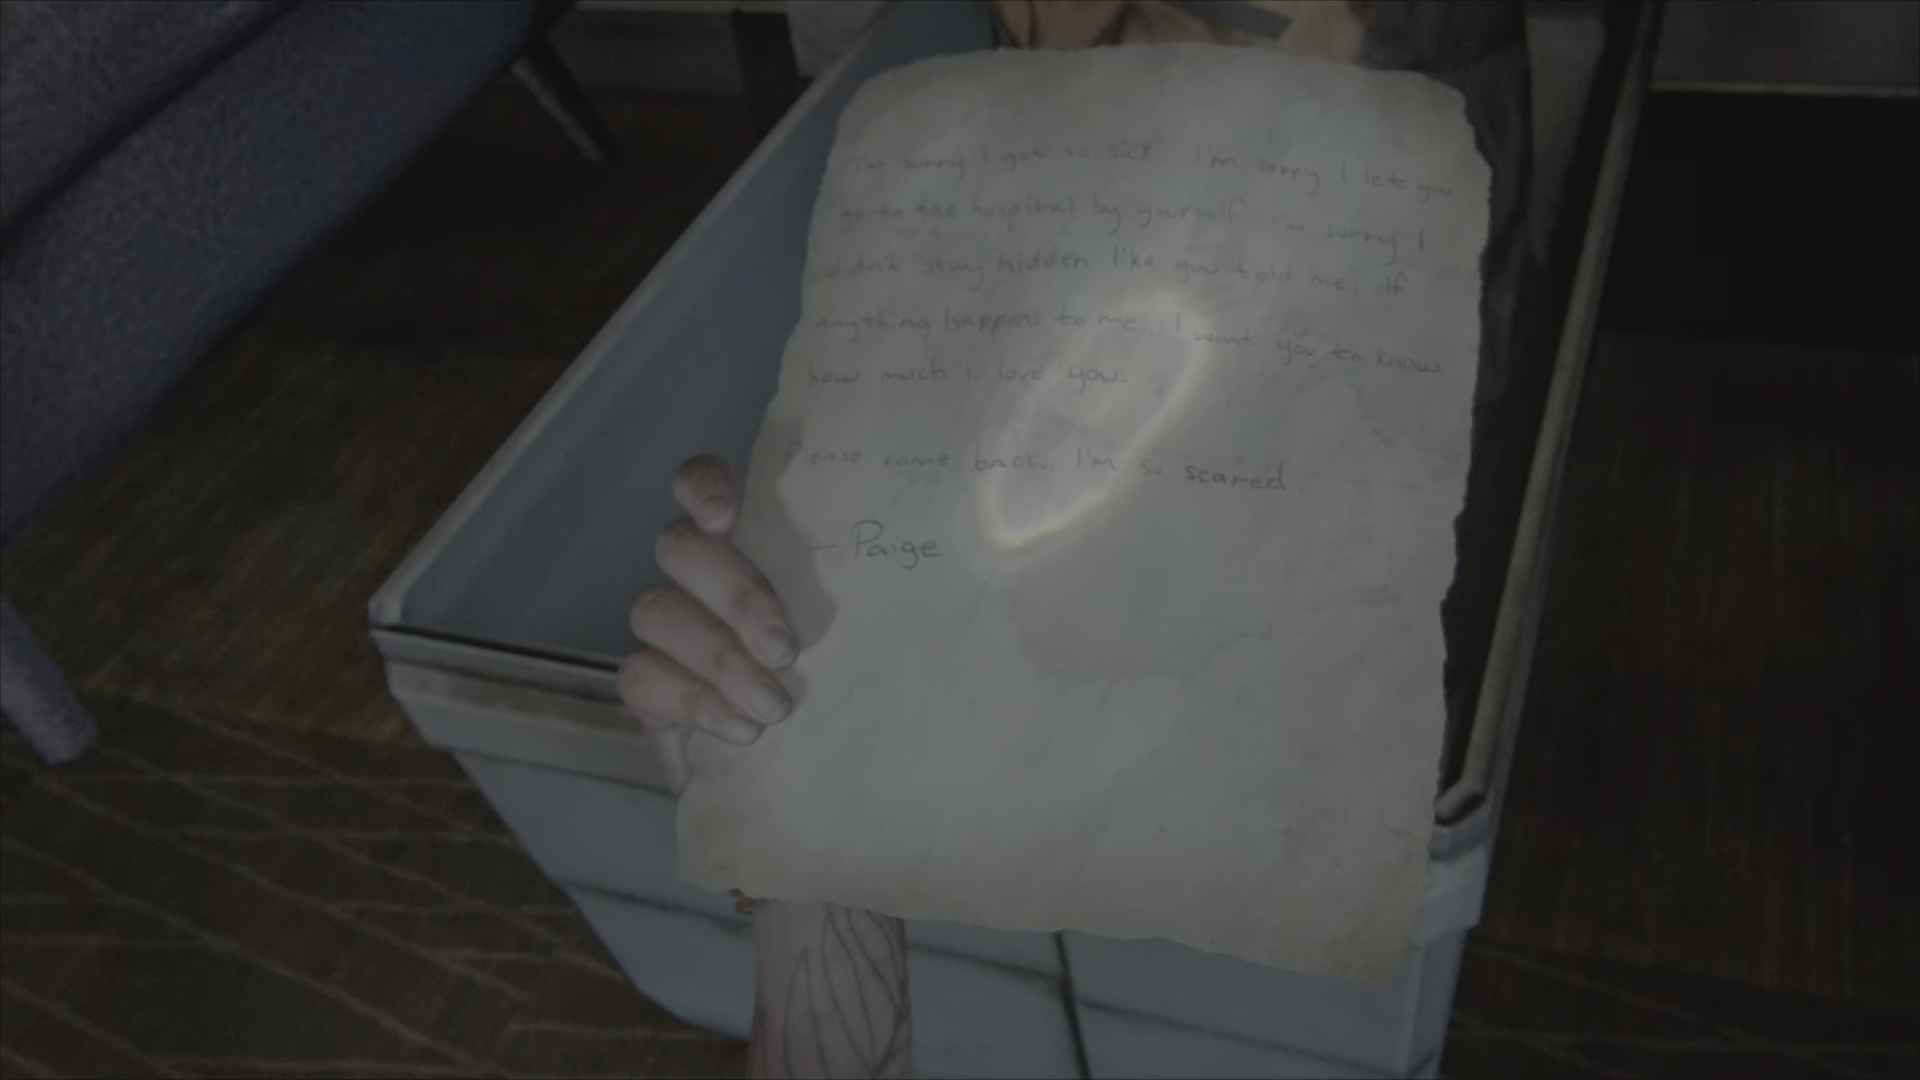 I'm sorry I got so sick. I'm sorry I let you
go to the hospital by yourself. I'm sorry I
didn't stay hidden like you told me. If
anything happens to me, I want you to know
how much I love you.
Please come back. I'm so scared.
— Paige